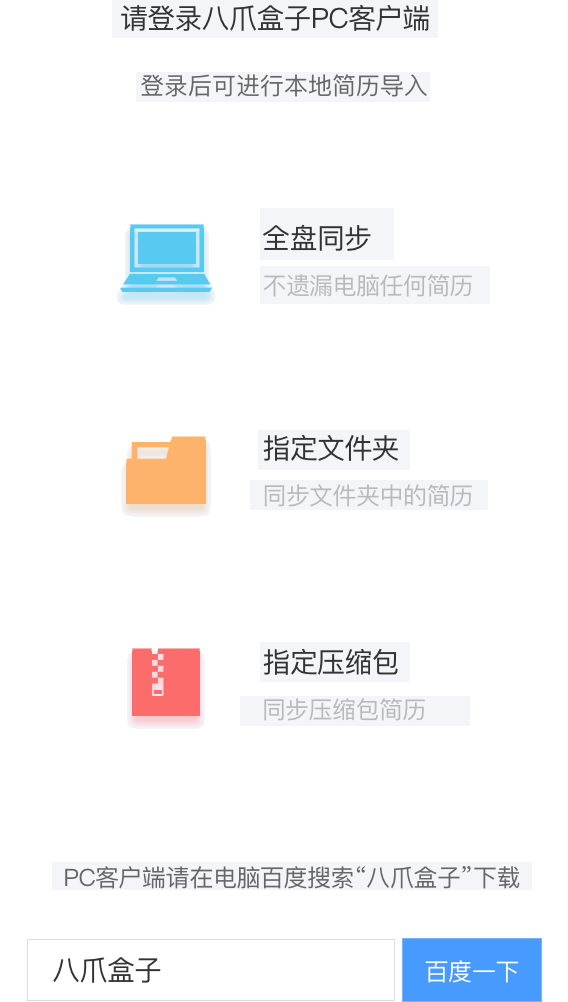 请登录八爪盒子PC客户端
登录后可进行本地简历导入
全盘同步
不遗漏电脑任何简历
指定文件夹
同步文件夹中的简历
指定压缩包
同步压缩包简历
PC客户端请在电脑百度搜索“八爪盒子”下载
八爪盒子
百度一下